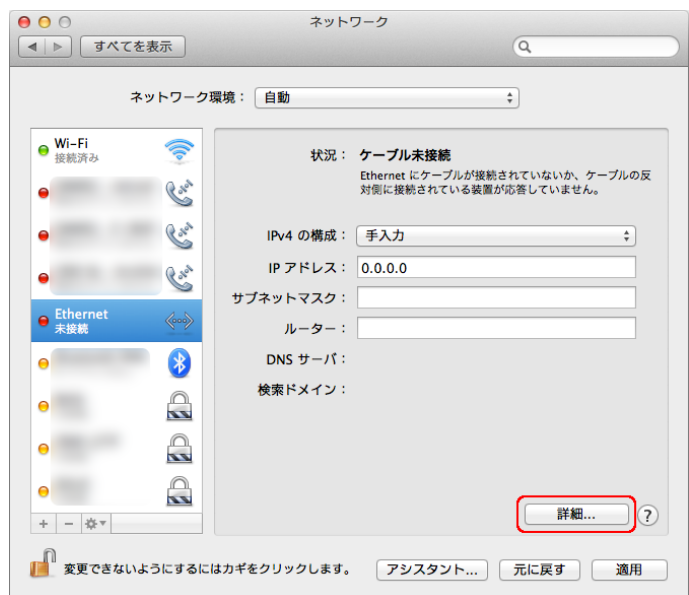 ネットワーク
すべてを表示
ネットワーク環境： 自動
Wi-Fi
接続済み
Ethernet
未接続
状況： ケーブル未接続
Ethernet にケーブルが接続されていないか、ケーブルの反
対側に接続されている装置が応答していません。
IPv4 の構成： 手入力
IP アドレス： 0.0.0.0
サブネットマスク：
ルーター：
DNS サーバ：
検索ドメイン：
詳細... ?
変更できないようにするにはカギをクリックします。
アシスタント... 元に戻す 適用